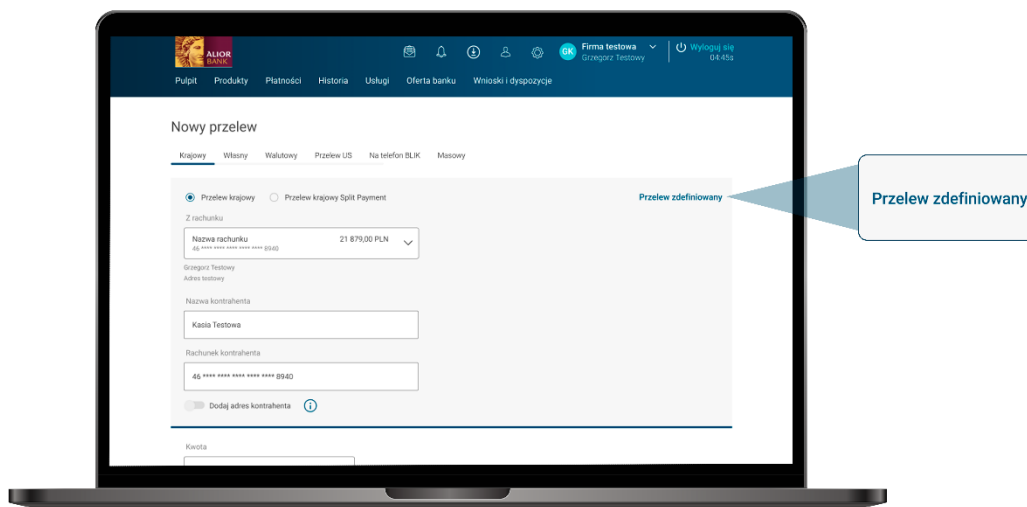 ALIOR
BANK
GK
Firma testowa
Grzegorz Testowy
Wyloguj się
04:45s
Pulpit Produkty Płatności Historia Usługi Oferta banku Wnioski i dyspozycje
Nowy przelew
Krajowy Własny Walutowy Przelew US Na telefon BLIK Masowy
Przelew krajowy Przelew krajowy Split Payment Przelew zdefiniowany
Przelew zdefiniowany
Z rachunku
Nazwa rachunku 21 879,00 PLN
46 **** **** **** **** **** 8940
Grzegorz Testowy
Adres testowy
Nazwa kontrahenta
Kasia Testowa
Rachunek kontrahenta
46 **** **** **** **** **** 8940
Dodaj adres kontrahenta
Kwota